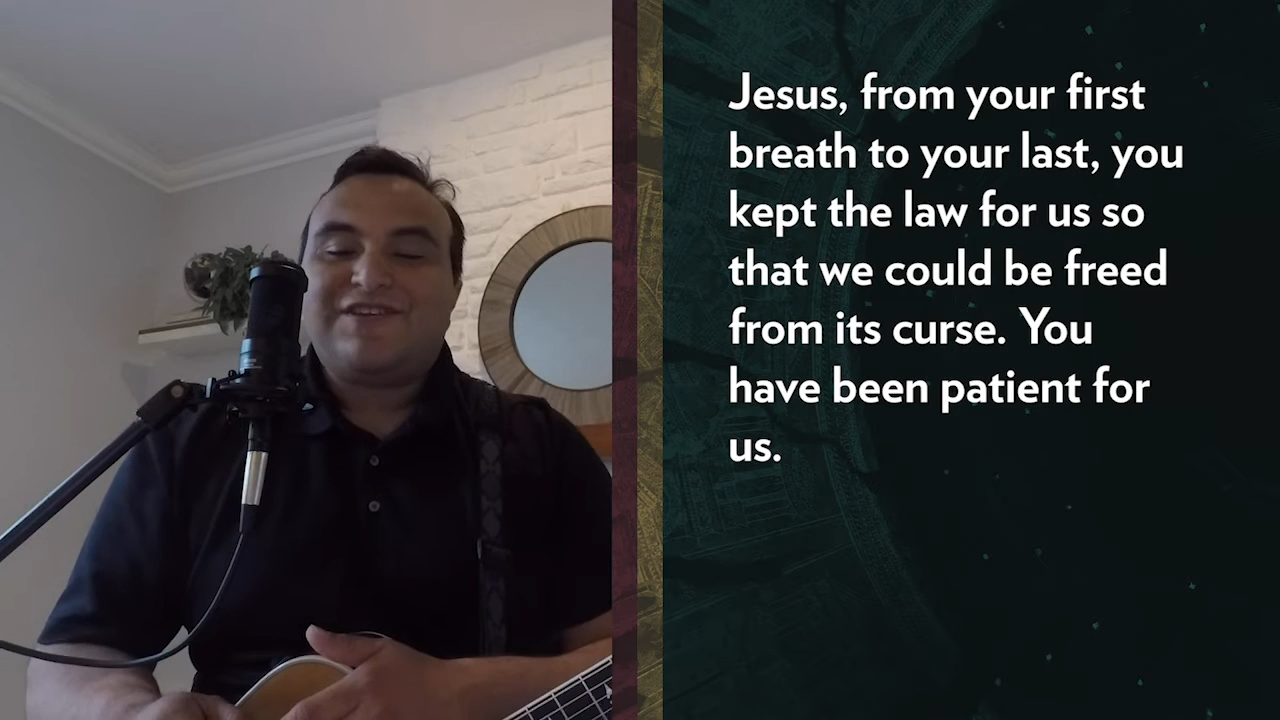 Jesus, from your first
breath to your last, you
kept the law for us so
that we could be freed
from its curse. You
have been patient for
us.